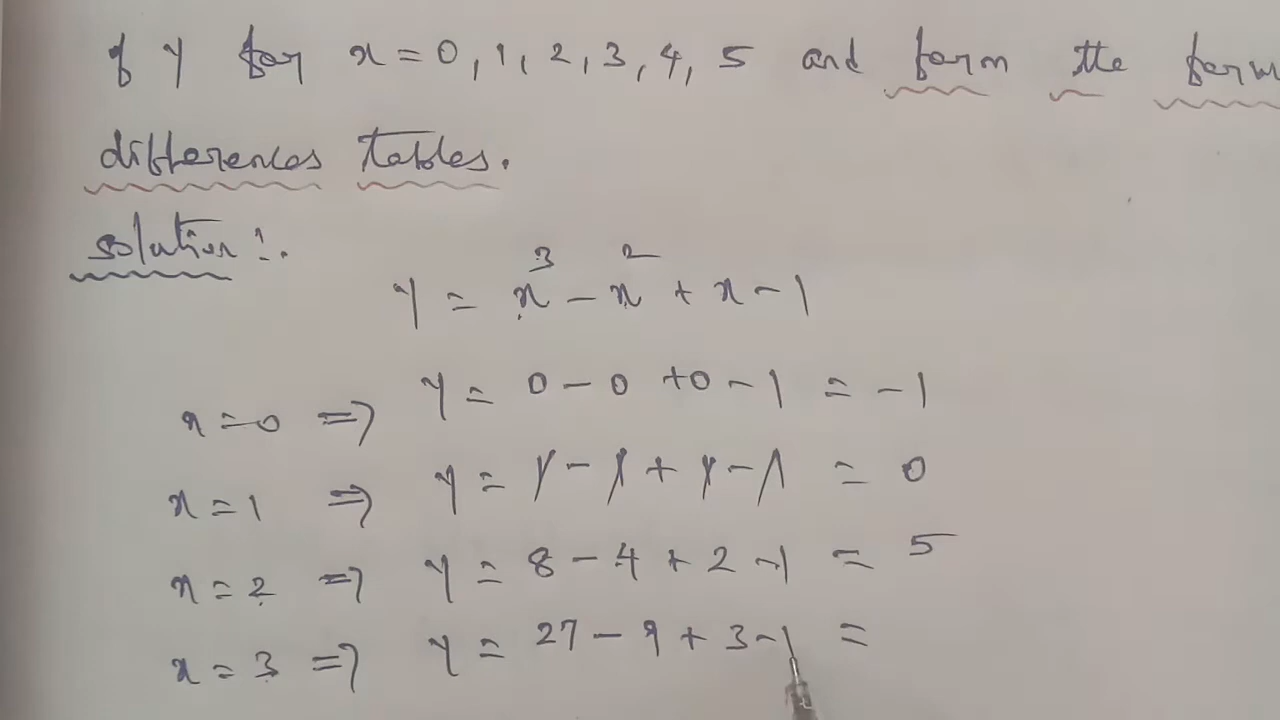 of y for x = 0, 1, 2, 3, 4, 5 and form the form
differences tables.
solution :.
y = x³ - x² + x - 1
x = 0 ⇒ y = 0 - 0 + 0 - 1 = - 1
x = 1 ⇒ y = 1 - 1 + 1 - 1 = 0
x = 2 ⇒ y = 8 - 4 + 2 - 1 = 5
x = 3 ⇒ y = 27 - 9 + 3 - 1 =